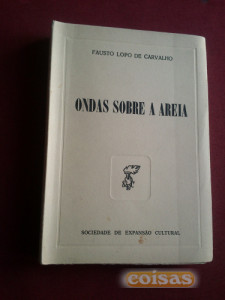 FAUSTO LOPO DE CARVALHO
ONDAS SOBRE A AREIA
SOCIEDADE DE EXPANSÃO CULTURAL
coisas